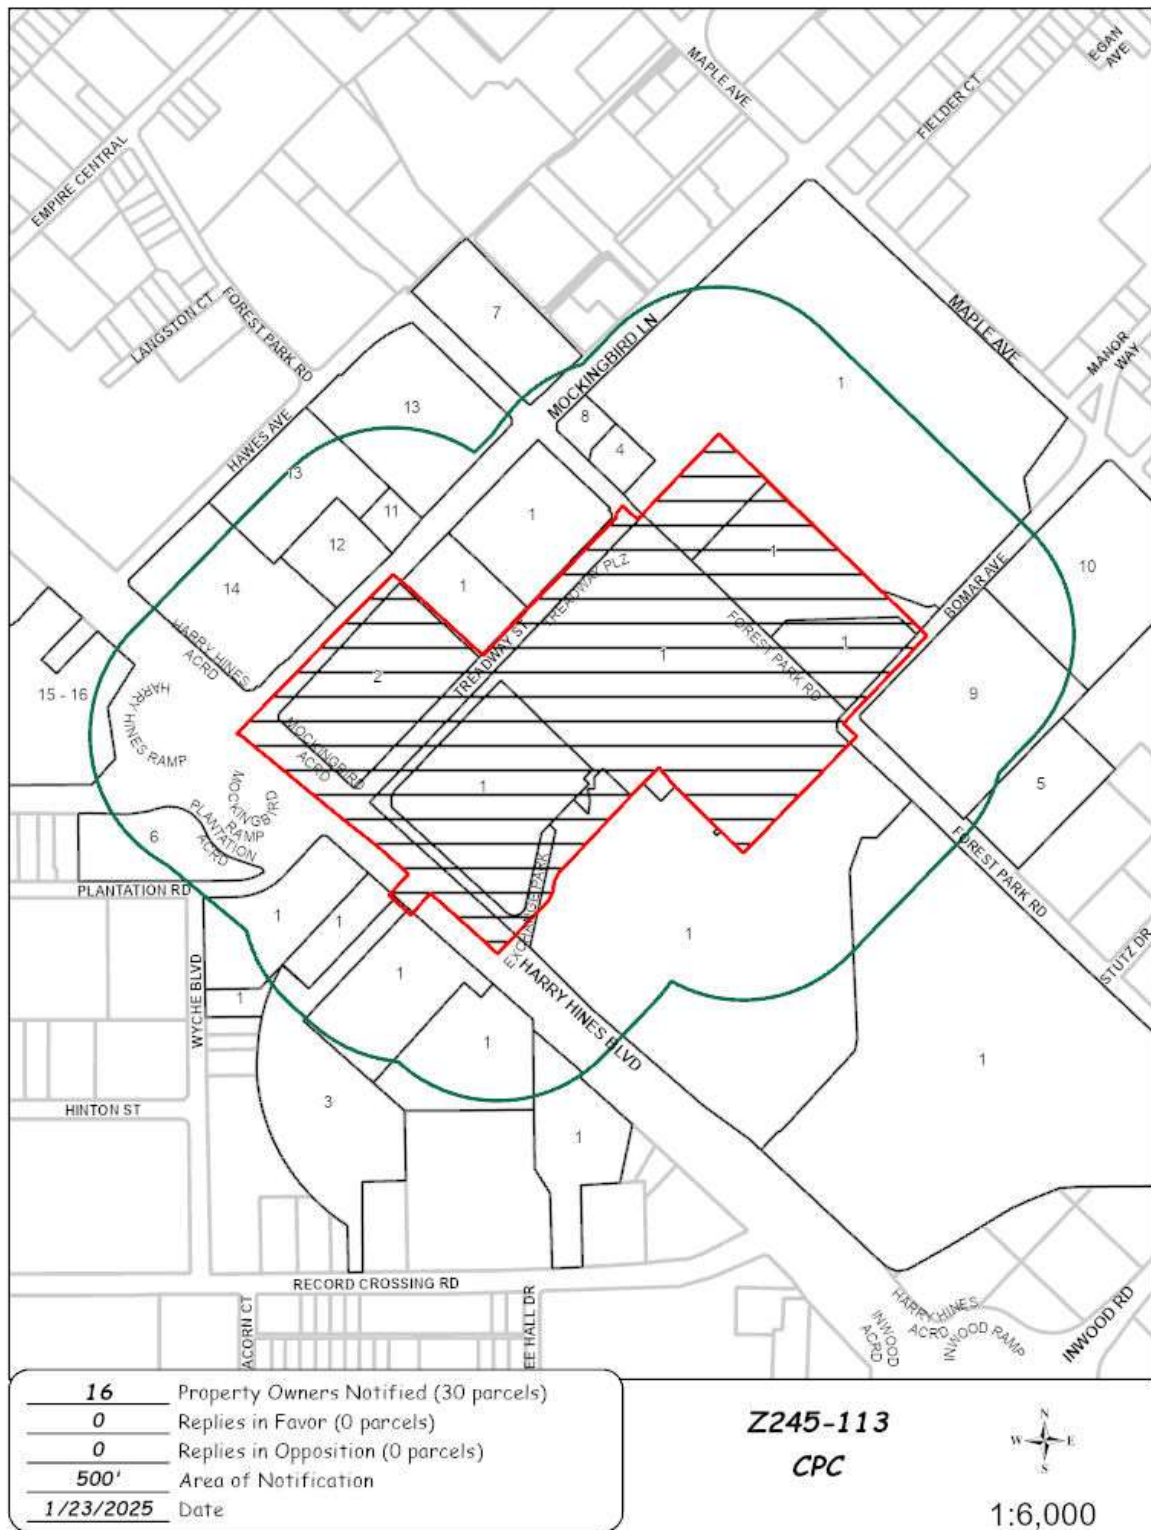 EGAN
AVE
MAPLE AVE
FIELDER CT
EMPIRE CENTRAL
LANGSTON CT
FOREST PARK RD
MOCKINGBIRD LN
MAPLE AVE
MANOR
WAY
7
1
13
8
4
HAWES AVE
13
11
1
12
1
10
BOMAR AVE
14
1
TREADWAY PLZ
TREADWAY ST
FOREST PARK RD
1
1
HARRY HINES
ACRD
2
9
15 - 16
HARRY
HINES RAMP
MOCKINGBIRD
ACRD
1
5
MOCKINGBIRD
RAMP
PLANTATION
ACRD
6
PLANTATION RD
FOREST PARK RD
EXCHANGE PARK
1
1
1
1
STUTZ DR
HARRY HINES BLVD
WYCHE BLVD
1
1
1
3
HINTON ST
1
RECORD CROSSING RD
ACORN CT
EE HALL DR
HARRY HINES
ACRD
INWOOD
ACRD
INWOOD RAMP
INWOOD RD
16 Property Owners Notified (30 parcels)
0 Replies in Favor (0 parcels)
0 Replies in Opposition (0 parcels)
500' Area of Notification
1/23/2025 Date
Z245-113
CPC
N
W E
S
1:6,000